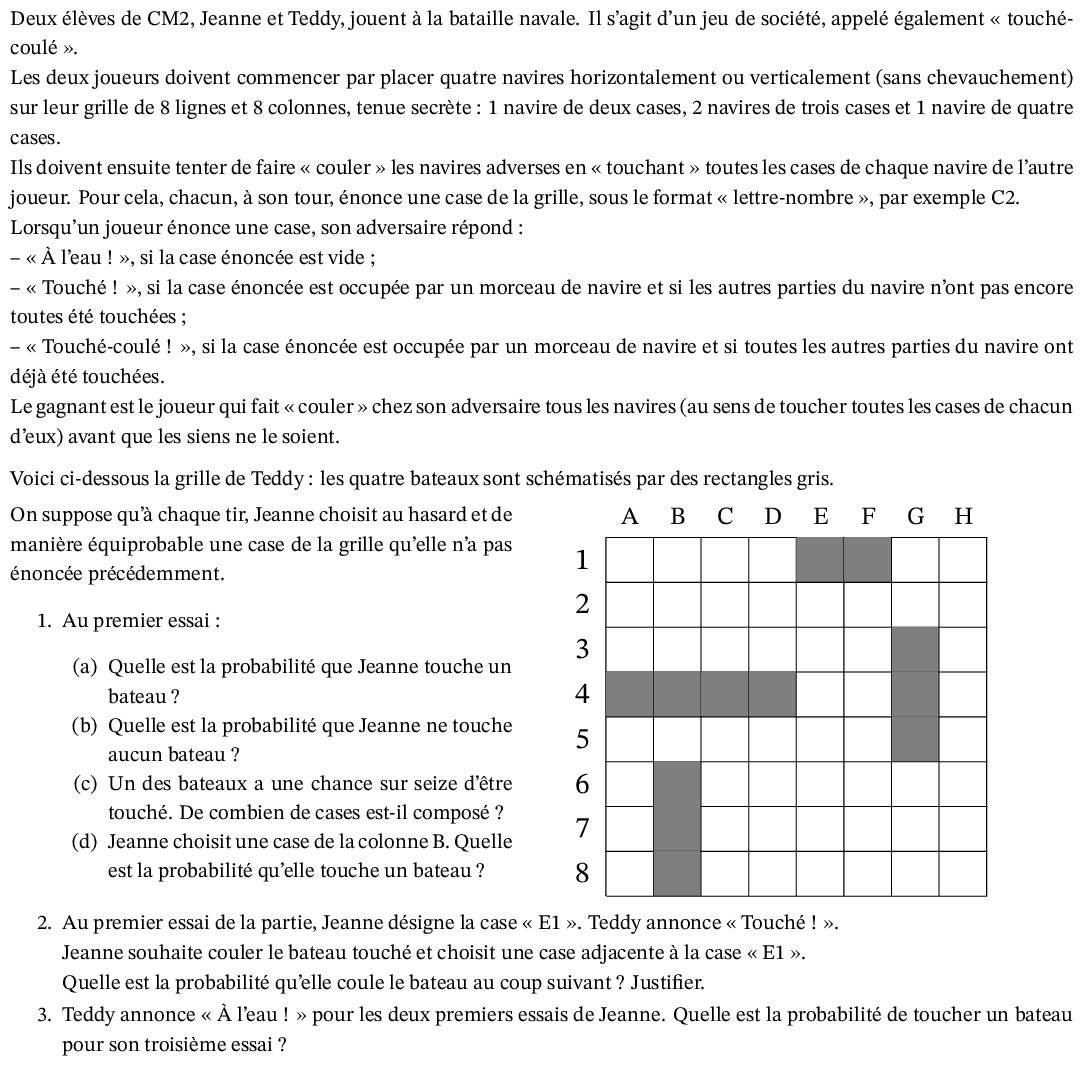 Deux élèves de CM2, Jeanne et Teddy, jouent à la bataille navale. Il s'agit d'un jeu de société, appelé également « touché-
coulé ».
Les deux joueurs doivent commencer par placer quatre navires horizontalement ou verticalement (sans chevauchement)
sur leur grille de 8 lignes et 8 colonnes, tenue secrète : 1 navire de deux cases, 2 navires de trois cases et 1 navire de quatre
cases.
Ils doivent ensuite tenter de faire « couler » les navires adverses en « touchant » toutes les cases de chaque navire de l'autre
joueur. Pour cela, chacun, à son tour, énonce une case de la grille, sous le format « lettre-nombre », par exemple C2.
Lorsqu'un joueur énonce une case, son adversaire répond :
– « À l'eau ! », si la case énoncée est vide ;
– « Touché ! », si la case énoncée est occupée par un morceau de navire et si les autres parties du navire n'ont pas encore
toutes été touchées ;
– « Touché-coulé ! », si la case énoncée est occupée par un morceau de navire et si toutes les autres parties du navire ont
déjà été touchées.
Le gagnant est le joueur qui fait « couler » chez son adversaire tous les navires (au sens de toucher toutes les cases de chacun
d'eux) avant que les siens ne le soient.
Voici ci-dessous la grille de Teddy : les quatre bateaux sont schématisés par des rectangles gris.
On suppose qu'à chaque tir, Jeanne choisit au hasard et de
manière équiprobable une case de la grille qu'elle n'a pas
énoncée précédemment.
1. Au premier essai :
(a) Quelle est la probabilité que Jeanne touche un
bateau ?
(b) Quelle est la probabilité que Jeanne ne touche
aucun bateau ?
(c) Un des bateaux a une chance sur seize d'être
touché. De combien de cases est-il composé ?
(d) Jeanne choisit une case de la colonne B. Quelle
est la probabilité qu'elle touche un bateau ?
A B C D E F G H
1
2
3
4
5
6
7
8
2. Au premier essai de la partie, Jeanne désigne la case « E1 ». Teddy annonce « Touché ! ».
Jeanne souhaite couler le bateau touché et choisit une case adjacente à la case « E1 ».
Quelle est la probabilité qu'elle coule le bateau au coup suivant ? Justifier.
3. Teddy annonce « À l'eau ! » pour les deux premiers essais de Jeanne. Quelle est la probabilité de toucher un bateau
pour son troisième essai ?